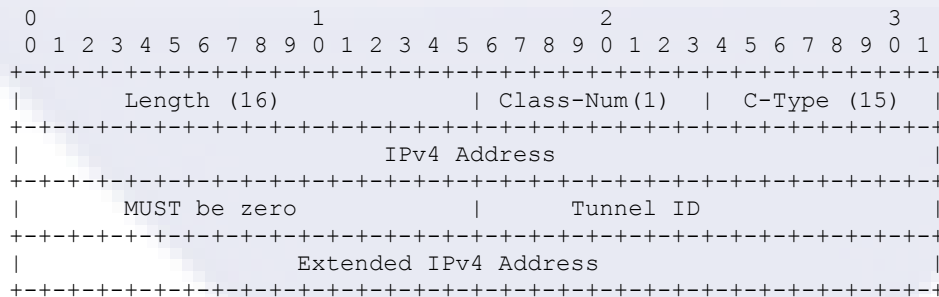 0                   1                   2                   3
 0 1 2 3 4 5 6 7 8 9 0 1 2 3 4 5 6 7 8 9 0 1 2 3 4 5 6 7 8 9 0 1
+-+-+-+-+-+-+-+-+-+-+-+-+-+-+-+-+-+-+-+-+-+-+-+-+-+-+-+-+-+-+-+-+
|       Length (16)             | Class-Num(1)  |  C-Type (15)  |
+-+-+-+-+-+-+-+-+-+-+-+-+-+-+-+-+-+-+-+-+-+-+-+-+-+-+-+-+-+-+-+-+
|                         IPv4 Address                          |
+-+-+-+-+-+-+-+-+-+-+-+-+-+-+-+-+-+-+-+-+-+-+-+-+-+-+-+-+-+-+-+-+
|       MUST be zero            |      Tunnel ID                |
+-+-+-+-+-+-+-+-+-+-+-+-+-+-+-+-+-+-+-+-+-+-+-+-+-+-+-+-+-+-+-+-+
|                   Extended IPv4 Address                       |
+-+-+-+-+-+-+-+-+-+-+-+-+-+-+-+-+-+-+-+-+-+-+-+-+-+-+-+-+-+-+-+-+